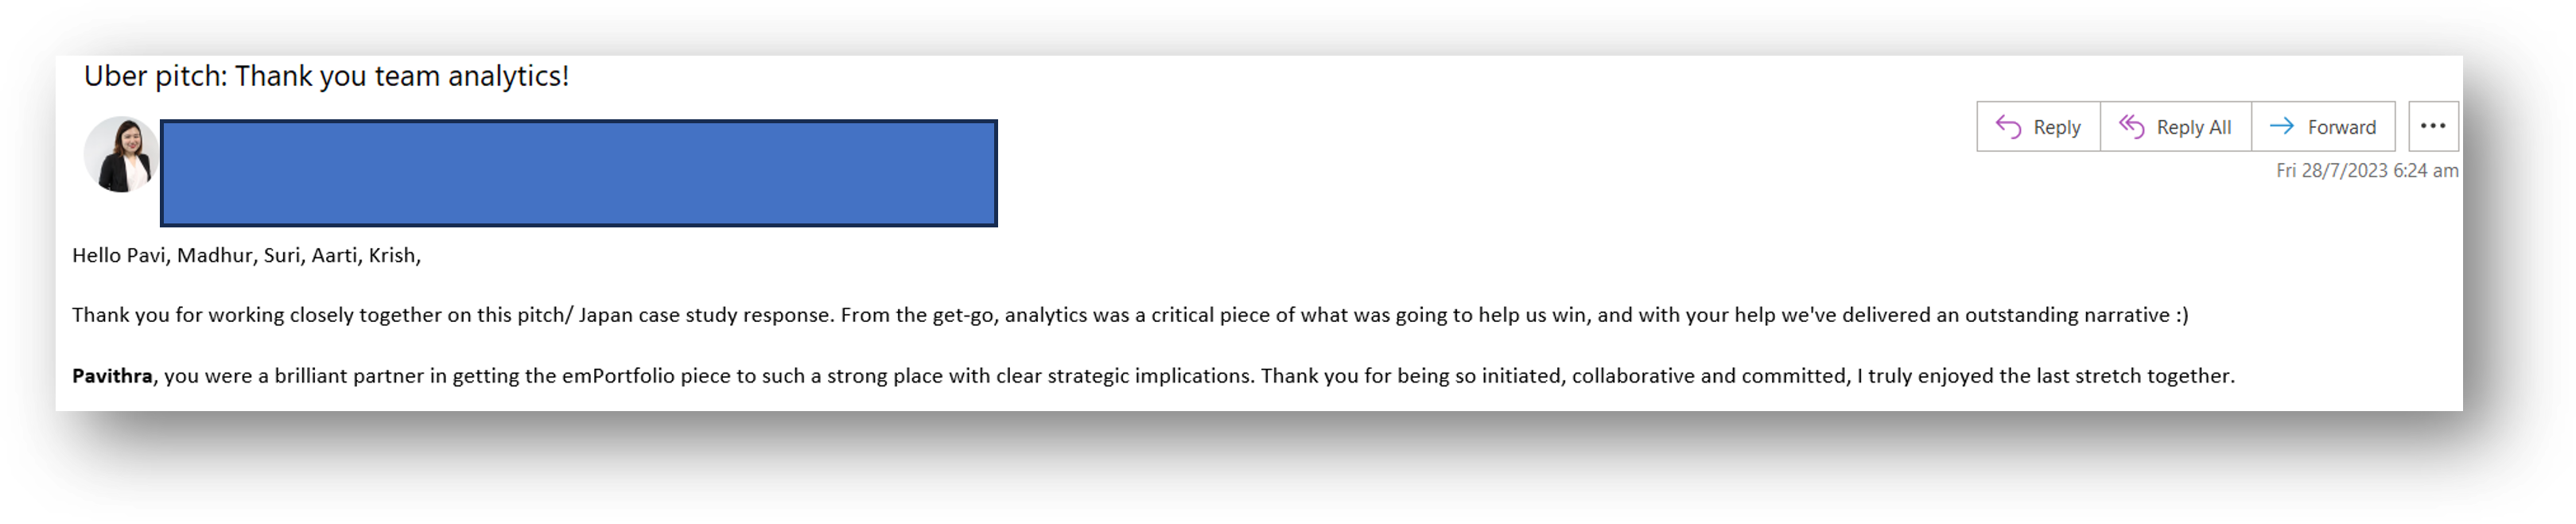 Uber pitch: Thank you team analytics!
Reply
Reply All
Forward
Fri 28/7/2023 6:24 am
Hello Pavi, Madhur, Suri, Aarti, Krish,
Thank you for working closely together on this pitch/ Japan case study response. From the get-go, analytics was a critical piece of what was going to help us win, and with your help we've delivered an outstanding narrative :)
Pavithra, you were a brilliant partner in getting the emPortfolio piece to such a strong place with clear strategic implications. Thank you for being so initiated, collaborative and committed, I truly enjoyed the last stretch together.